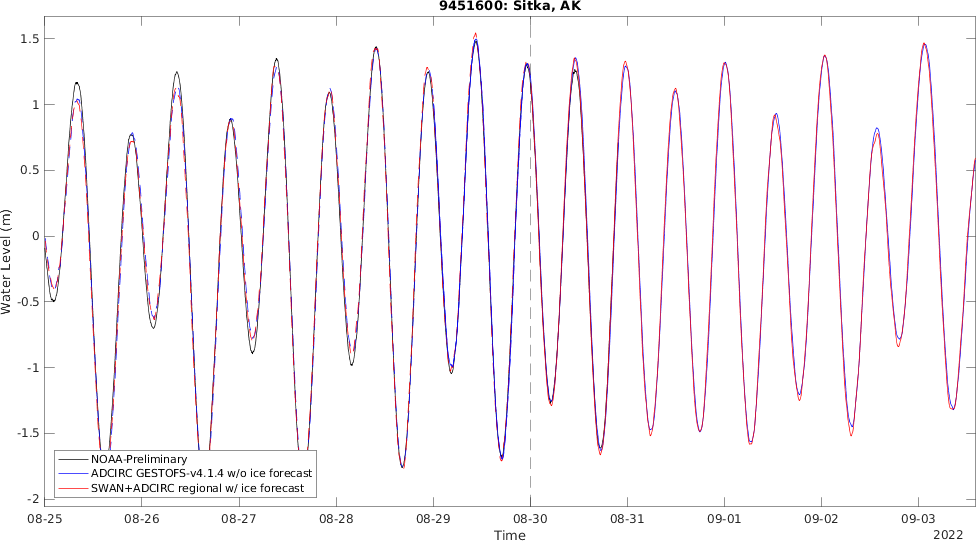 9451600: Sitka, AK
Water Level (m)
1.5
1
0.5
0
-0.5
-1
-1.5
-2
NOAA-Preliminary
ADCIRC GESTOFS-v4.1.4 w/o ice forecast
SWAN+ADCIRC regional w/ ice forecast
08-25 08-26 08-27 08-28 08-29 08-30 08-31 09-01 09-02 09-03
Time
2022